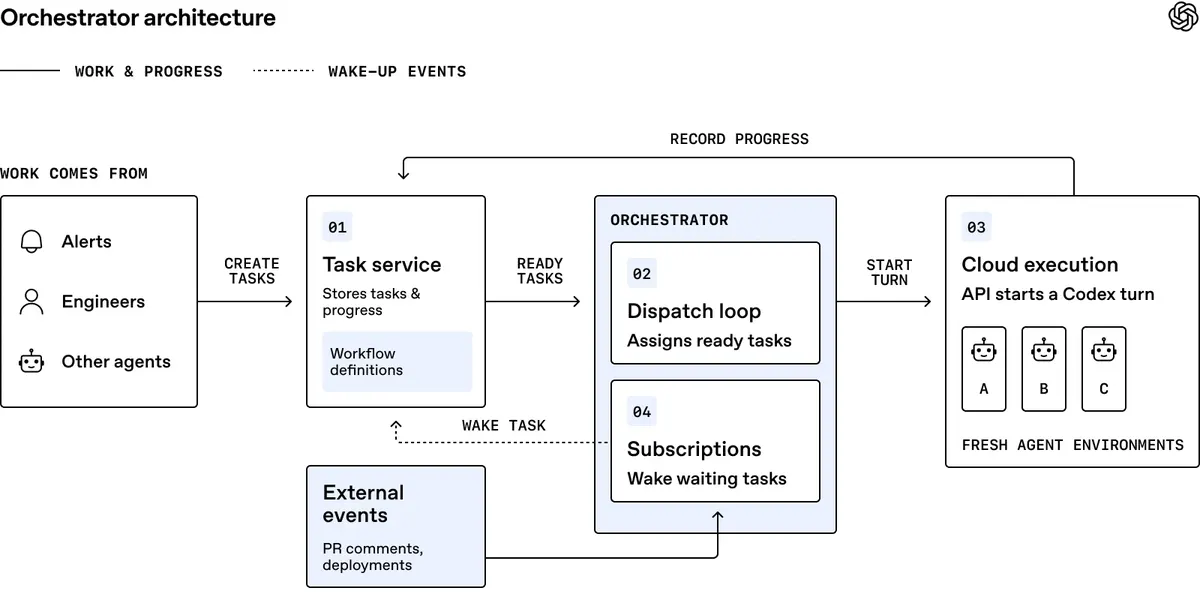 Orchestrator architecture
WORK & PROGRESS
WAKE-UP EVENTS
RECORD PROGRESS
WORK COMES FROM
Alerts
Engineers
Other agents
CREATE
TASKS
01
Task service
Stores tasks &
progress
Workflow
definitions
READY
TASKS
ORCHESTRATOR
02
Dispatch loop
Assigns ready tasks
04
Subscriptions
Wake waiting tasks
START
TURN
03
Cloud execution
API starts a Codex turn
A
B
C
FRESH AGENT ENVIRONMENTS
WAKE TASK
External
events
PR comments,
deployments